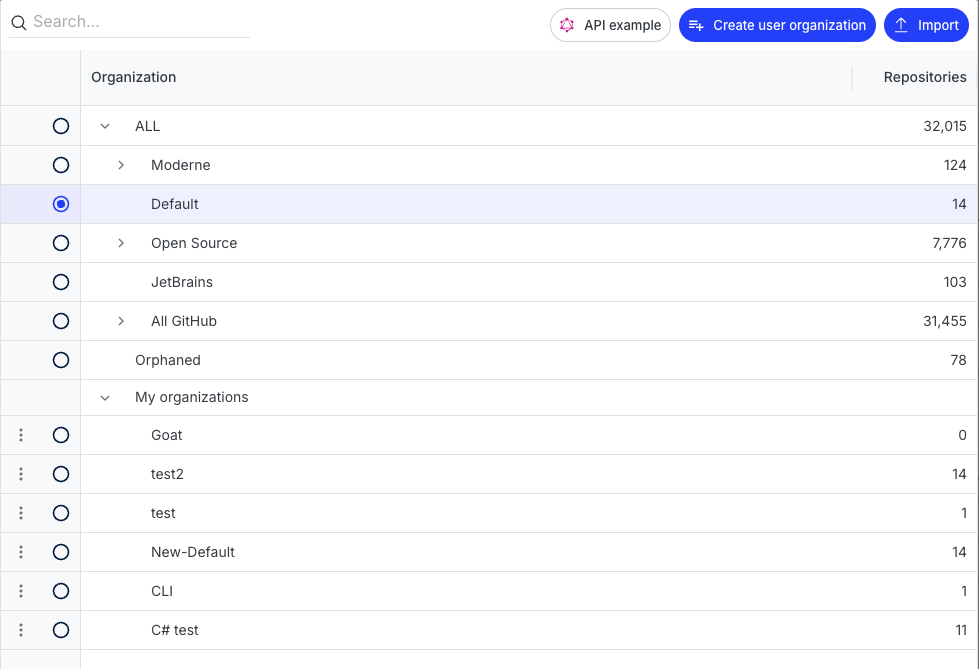 Search...
API example
Create user organization
Import
Organization Repositories
ALL 32,015
Moderne 124
Default 14
Open Source 7,776
JetBrains 103
All GitHub 31,455
Orphaned 78
My organizations
Goat 0
test2 14
test 1
New-Default 14
CLI 1
C# test 11